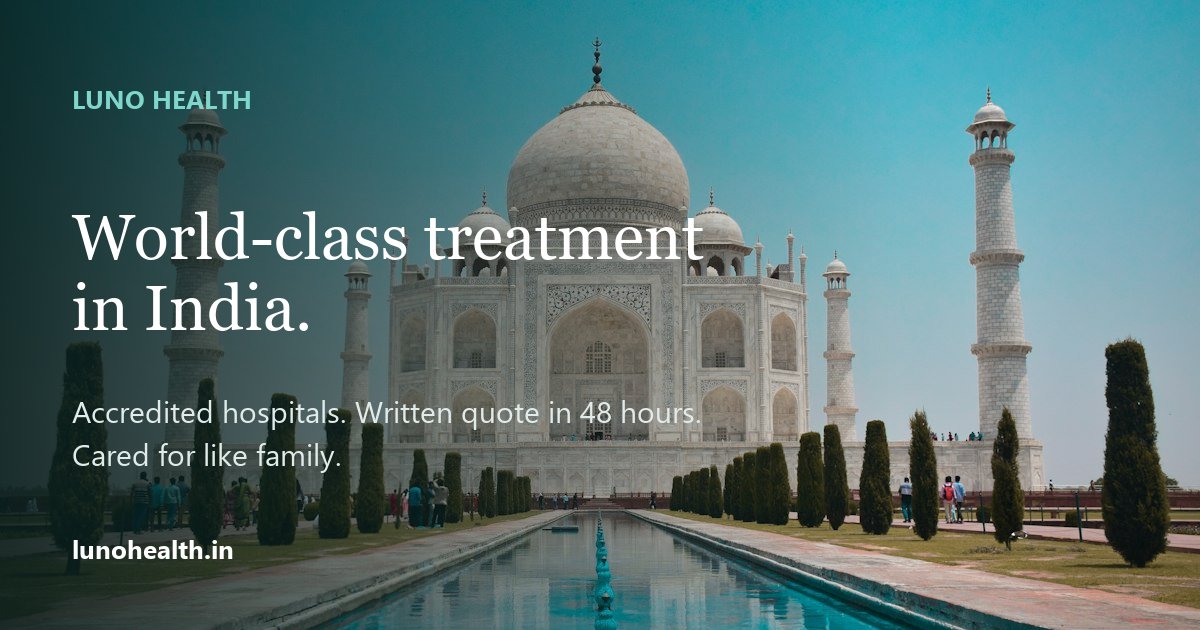 LUNO HEALTH
World-class treatment
in India.
Accredited hospitals. Written quote in 48 hours.
Cared for like family.
lunohealth.in